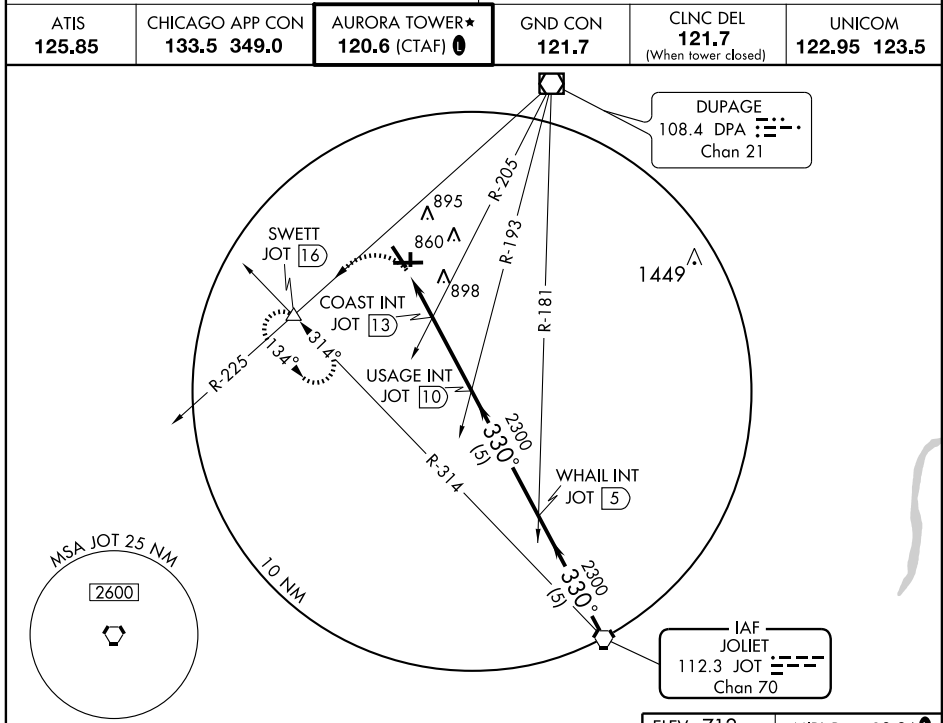 ATIS
125.85
CHICAGO APP CON
133.5 349.0
AURORA TOWER★
120.6 (CTAF) L
GND CON
121.7
CLNC DEL
121.7
(When tower closed)
UNICOM
122.95 123.5
DUPAGE
108.4 DPA
Chan 21
R-205
R-193
R-181
895
860
898
1449
SWETT
JOT 16
COAST INT
JOT 13
USAGE INT
JOT 10
314°
134°
R-225
R-314
2300
330°
(5)
WHAIL INT
JOT 5
2300
330°
(5)
10 NM
MSA JOT 25 NM
2600
IAF
JOLIET
112.3 JOT
Chan 70
ELEV 712